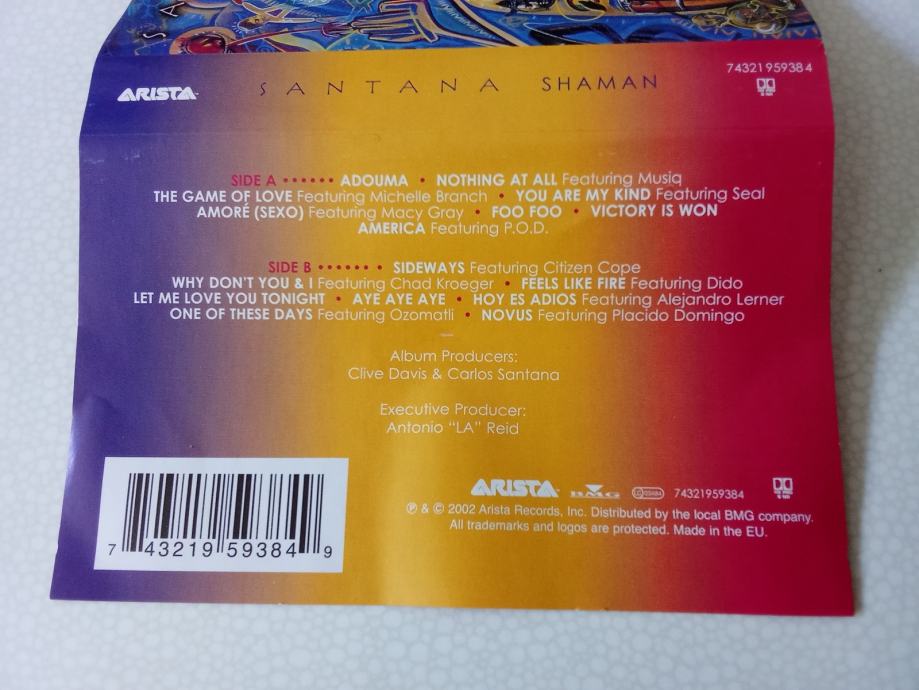 SA
ARISTA
SANTANA SHAMAN
74321959384
SIDE A •••••• ADOUMA • NOTHING AT ALL Featuring Musiq
THE GAME OF LOVE Featuring Michelle Branch • YOU ARE MY KIND Featuring Seal
AMORÉ (SEXO) Featuring Macy Gray • FOO FOO • VICTORY IS WON
AMERICA Featuring P.O.D.
SIDE B ••••••• SIDEWAYS Featuring Citizen Cope
WHY DON'T YOU & I Featuring Chad Kroeger • FEELS LIKE FIRE Featuring Dido
LET ME LOVE YOU TONIGHT • AYE AYE AYE • HOY ES ADIOS Featuring Alejandro Lerner
ONE OF THESE DAYS Featuring Ozomatli • NOVUS Featuring Placido Domingo
Album Producers:
Clive Davis & Carlos Santana
Executive Producer:
Antonio "LA" Reid
ARISTA BMG 74321959384
℗ & © 2002 Arista Records, Inc. Distributed by the local BMG company.
All trademarks and logos are protected. Made in the EU.
7 43219 59384 9